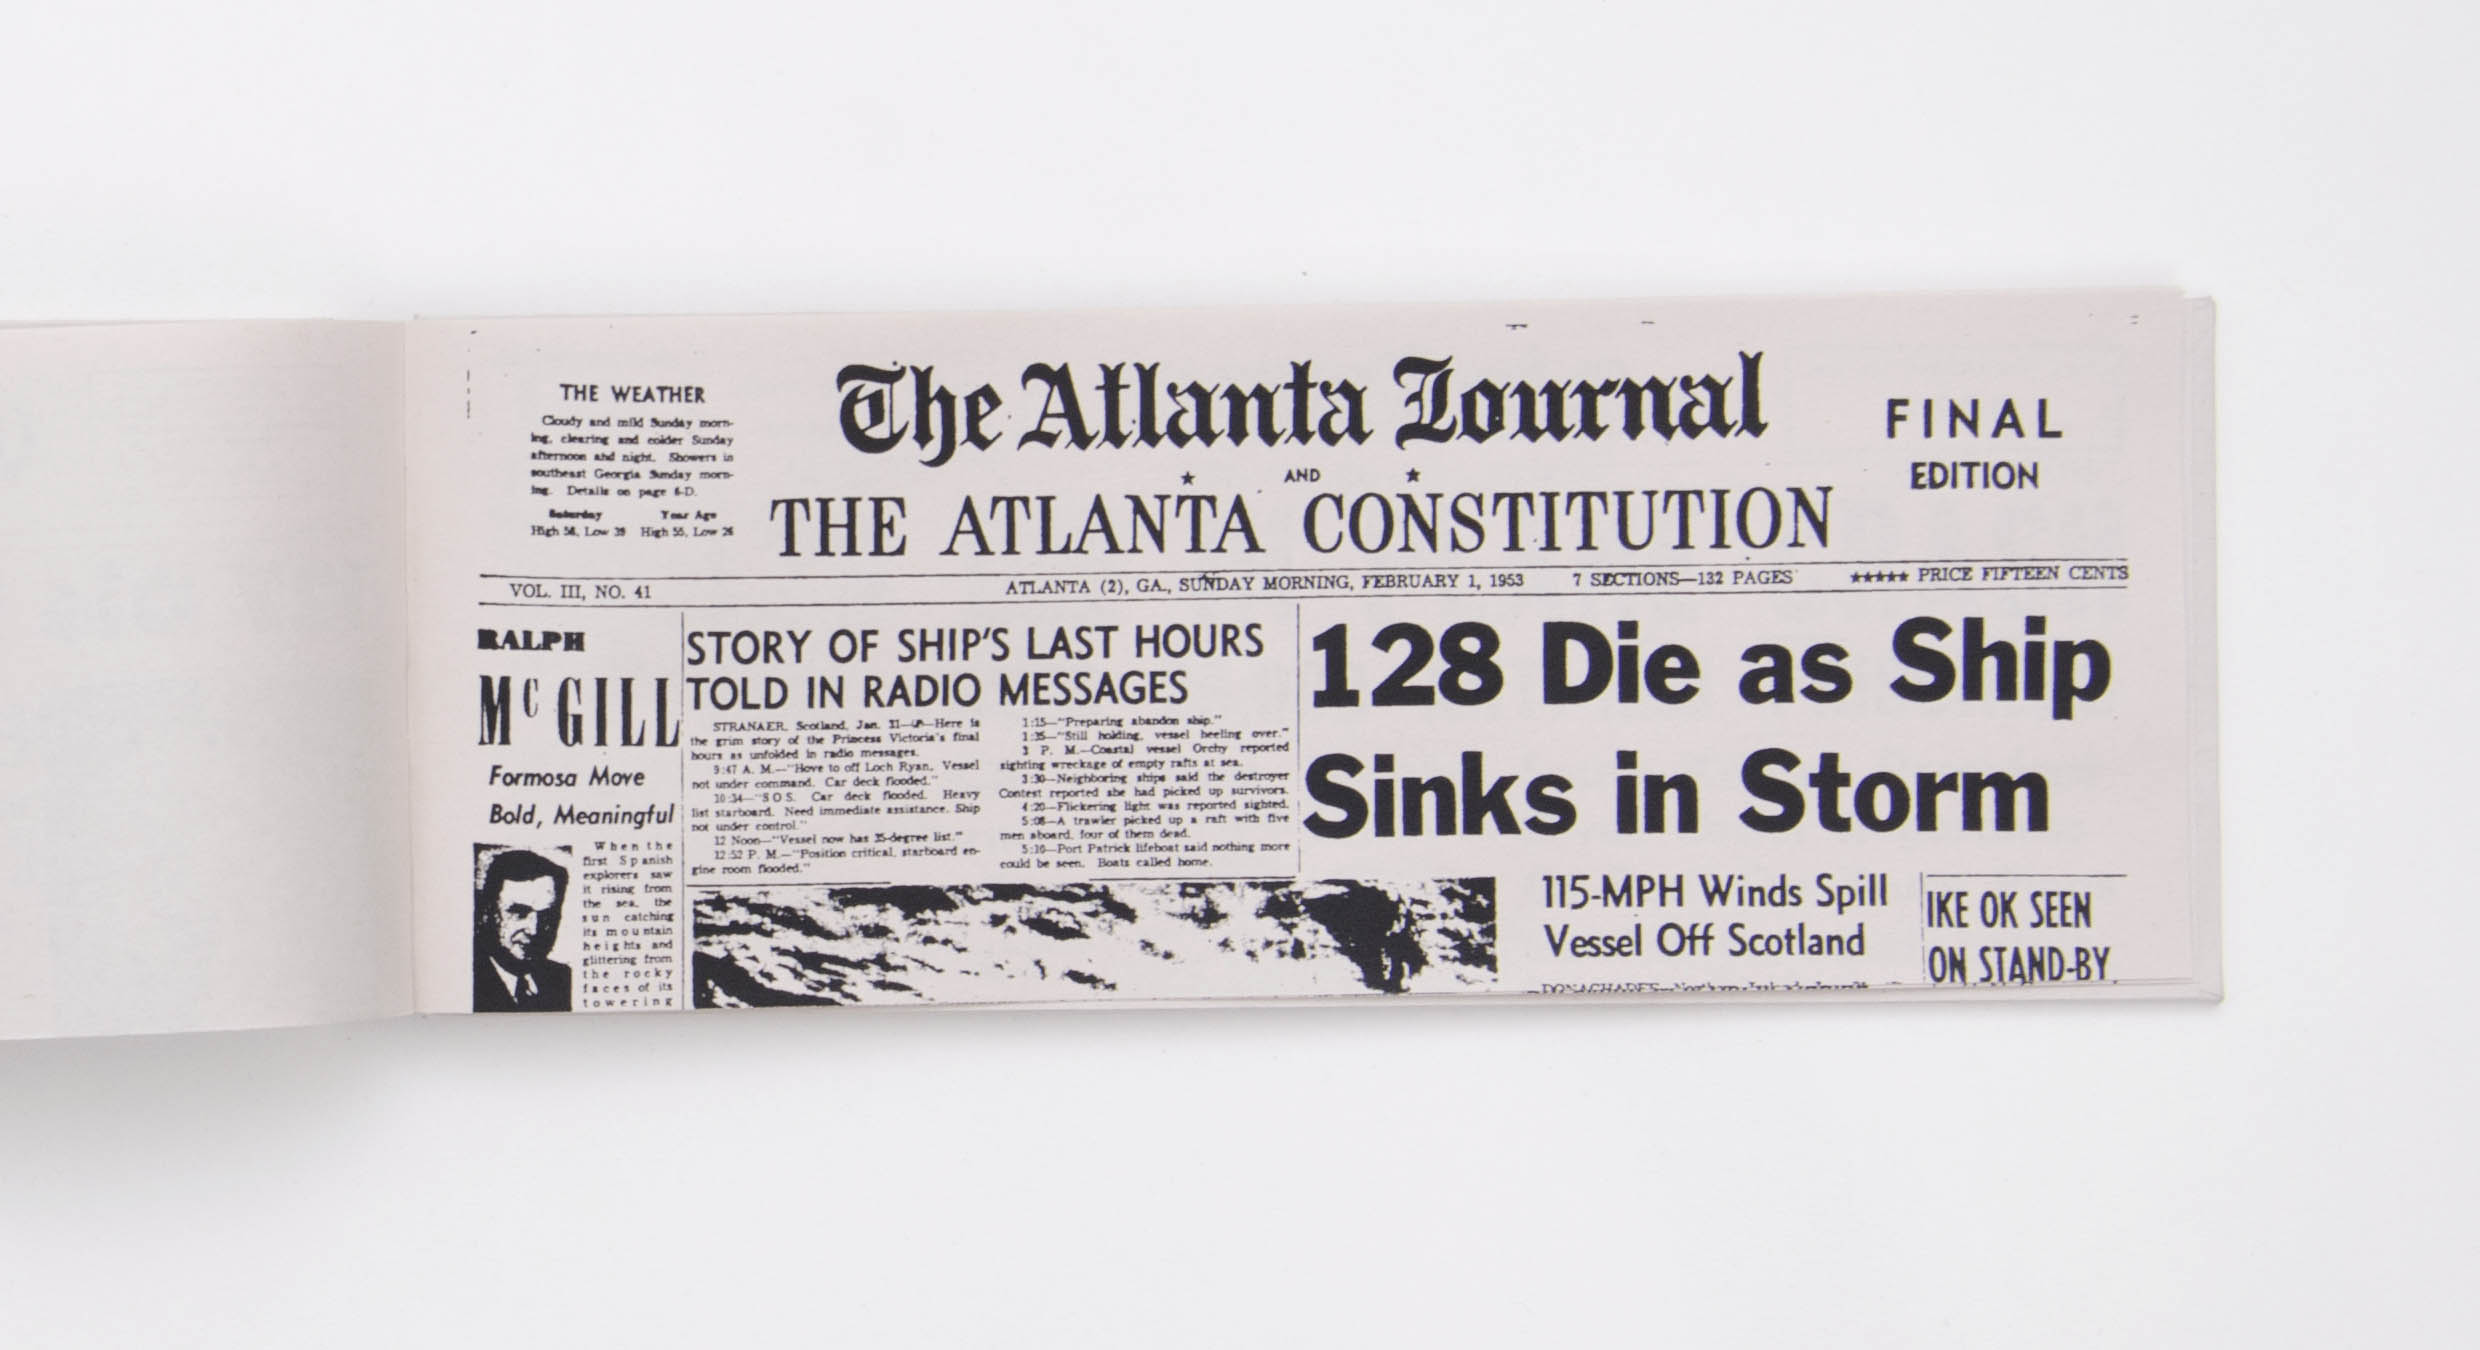 THE WEATHER
Cloudy and mild Sunday morn-
ing, clearing and colder Sunday
afternoon and night. Showers in
southeast Georgia Sunday morn-
ing. Details on page 6-D.
Saturday Year Ago
High 58, Low 39 High 55, Low 26
The Atlanta Journal
AND
THE ATLANTA CONSTITUTION
FINAL
EDITION
VOL. III, NO. 41
ATLANTA (2), GA., SUNDAY MORNING, FEBRUARY 1, 1953
7 SECTIONS—132 PAGES
★★★★★ PRICE FIFTEEN CENTS
RALPH
McGILL
Formosa Move
Bold, Meaningful
When the
first Spanish
explorers saw
it rising from
the sea, the
sun catching
its mountain
heights and
glittering from
the rocky
faces of its
towering
STORY OF SHIP'S LAST HOURS
TOLD IN RADIO MESSAGES
STRANAER, Scotland, Jan. 31—AP—Here is
the grim story of the Princess Victoria's final
hours as unfolded in radio messages.
9:47 A. M.—"Hove to off Loch Ryan. Vessel
not under command. Car deck flooded."
10:34—"SOS. Car deck flooded. Heavy
list starboard. Need immediate assistance. Ship
not under control."
12 Noon—"Vessel now has 35-degree list."
12:52 P. M.—"Position critical, starboard en-
gine room flooded."
1:15—"Preparing abandon ship."
1:35—"Still holding, vessel heeling over."
3 P. M.—Coastal vessel Orchy reported
sighting wreckage of empty rafts at sea.
3:30—Neighboring ships said the destroyer
Contest reported she had picked up survivors.
4:20—Flickering light was reported sighted.
5:08—A trawler picked up a raft with five
men aboard, four of them dead.
5:10—Port Patrick lifeboat said nothing more
could be seen. Boats called home.
128 Die as Ship
Sinks in Storm
115-MPH Winds Spill
Vessel Off Scotland
IKE OK SEEN
ON STAND-BY